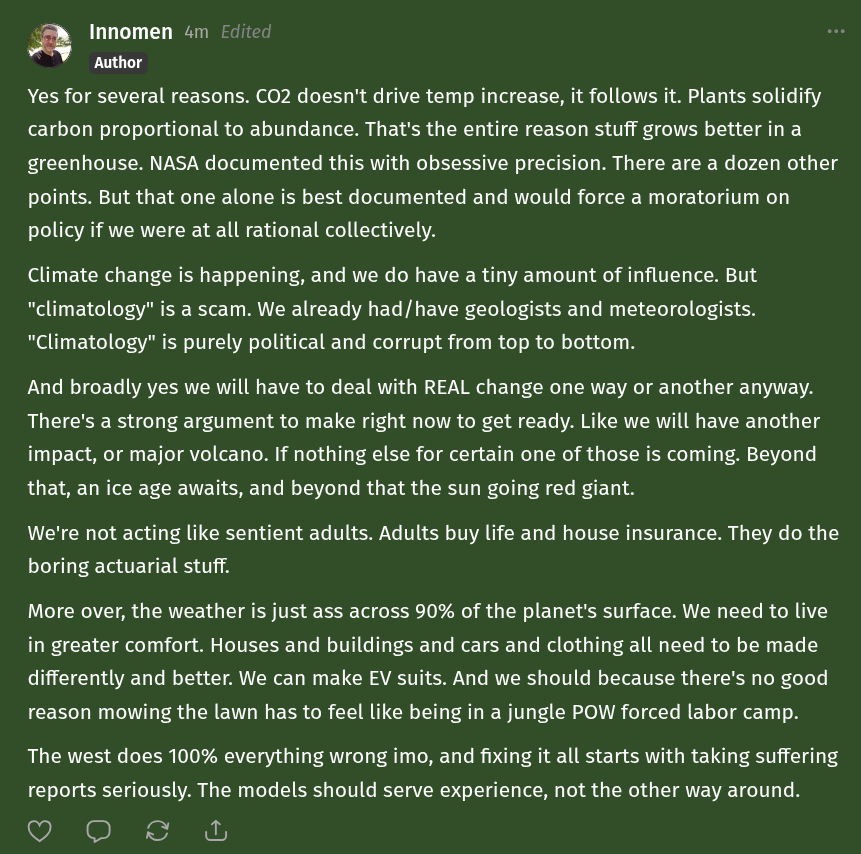 Innomen 4m Edited
Author
Yes for several reasons. CO2 doesn't drive temp increase, it follows it. Plants solidify
carbon proportional to abundance. That's the entire reason stuff grows better in a
greenhouse. NASA documented this with obsessive precision. There are a dozen other
points. But that one alone is best documented and would force a moratorium on
policy if we were at all rational collectively.
Climate change is happening, and we do have a tiny amount of influence. But
"climatology" is a scam. We already had/have geologists and meteorologists.
"Climatology" is purely political and corrupt from top to bottom.
And broadly yes we will have to deal with REAL change one way or another anyway.
There's a strong argument to make right now to get ready. Like we will have another
impact, or major volcano. If nothing else for certain one of those is coming. Beyond
that, an ice age awaits, and beyond that the sun going red giant.
We're not acting like sentient adults. Adults buy life and house insurance. They do the
boring actuarial stuff.
More over, the weather is just ass across 90% of the planet's surface. We need to live
in greater comfort. Houses and buildings and cars and clothing all need to be made
differently and better. We can make EV suits. And we should because there's no good
reason mowing the lawn has to feel like being in a jungle POW forced labor camp.
The west does 100% everything wrong imo, and fixing it all starts with taking suffering
reports seriously. The models should serve experience, not the other way around.